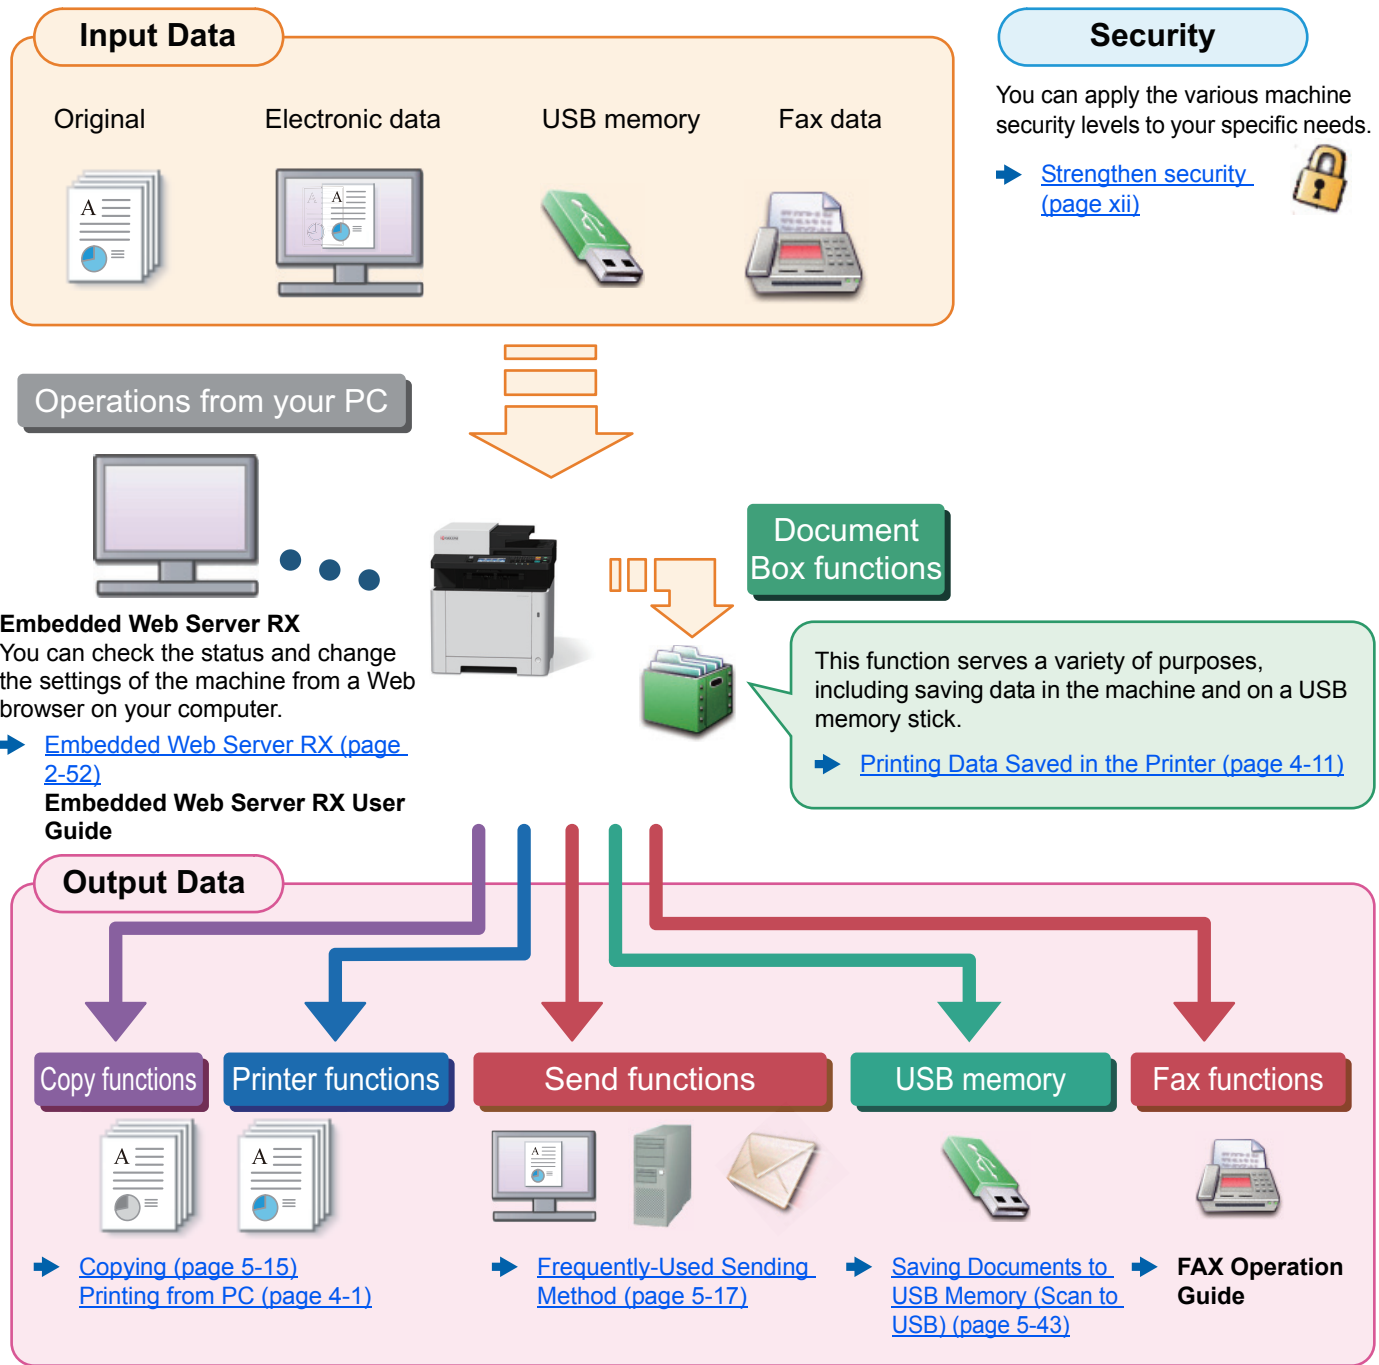 Input Data
Original
Electronic data
USB memory
Fax data
Security
You can apply the various machine
security levels to your specific needs.
Strengthen security
(page xii)
Operations from your PC
Embedded Web Server RX
You can check the status and change
the settings of the machine from a Web
browser on your computer.
Embedded Web Server RX (page
2-52)
Embedded Web Server RX User
Guide
Document
Box functions
This function serves a variety of purposes,
including saving data in the machine and on a USB
memory stick.
Printing Data Saved in the Printer (page 4-11)
Output Data
Copy functions
Printer functions
Send functions
USB memory
Fax functions
A
A
A
A
A
Copying (page 5-15)
Printing from PC (page 4-1)
Frequently-Used Sending
Method (page 5-17)
Saving Documents to
USB Memory (Scan to
USB) (page 5-43)
FAX Operation
Guide